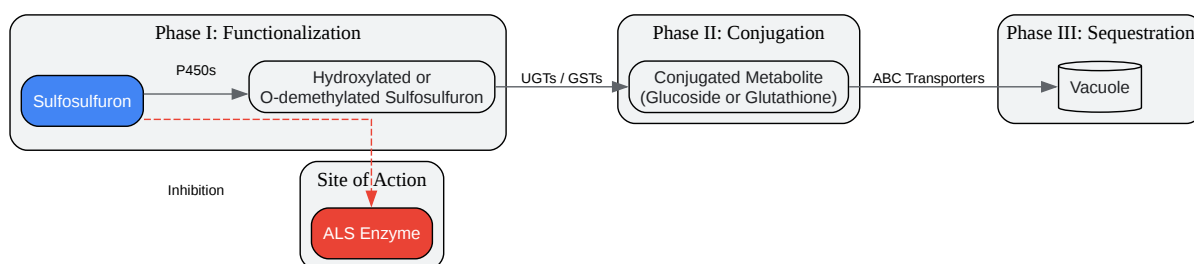 Phase I: Functionalization
Sulfosulfuron
P450s
Hydroxylated or
O-demethylated Sulfosulfuron
UGTs / GSTs
Phase II: Conjugation
Conjugated Metabolite
(Glucoside or Glutathione)
ABC Transporters
Phase III: Sequestration
Vacuole
Inhibition
Site of Action
ALS Enzyme